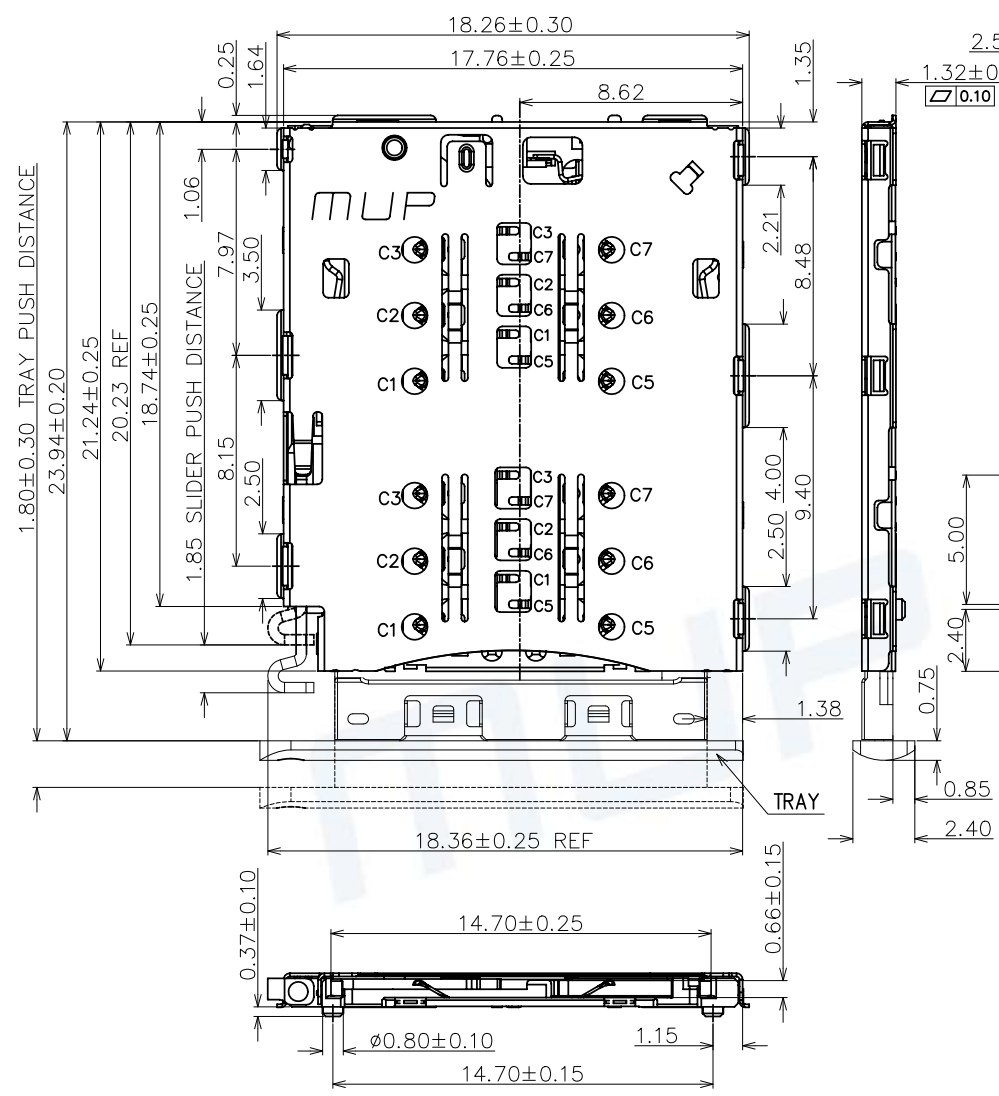 18.26±0.30
17.76±0.25
8.62
0.25
1.64
1.35
2.5
1.32±0
0.10
1.80±0.30 TRAY PUSH DISTANCE
23.94±0.20
21.24±0.25
20.23 REF
18.74±0.25
1.85 SLIDER PUSH DISTANCE
1.06
7.97
3.50
8.15
2.50
MUP
C3
C7
C3
C7
C2
C6
C2
C6
C1
C5
C1
C5
C3
C7
C3
C7
C2
C6
C2
C6
C1
C5
C1
C5
2.21
8.48
4.00
2.50
9.40
5.00
2.40
0.75
1.38
0.85
2.40
TRAY
18.36±0.25 REF
MUP
14.70±0.25
0.37±0.10
0.66±0.15
ø0.80±0.10
1.15
14.70±0.15